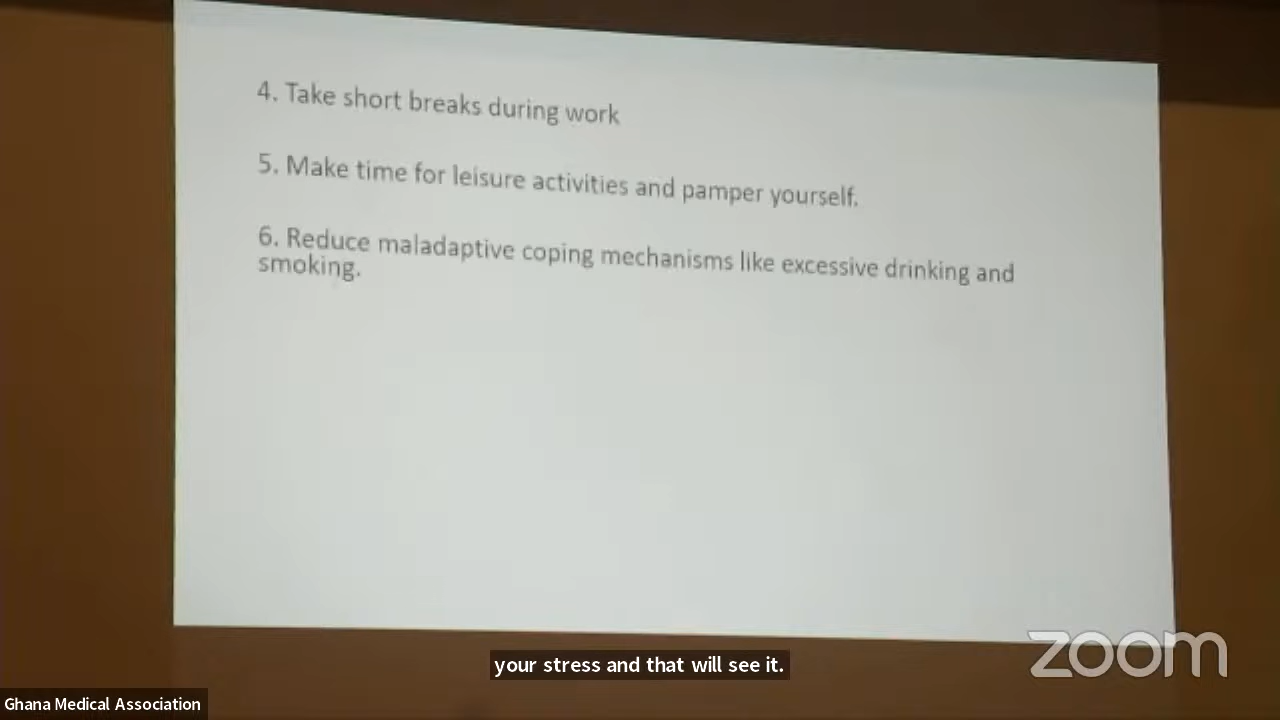 4. Take short breaks during work
5. Make time for leisure activities and pamper yourself.
6. Reduce maladaptive coping mechanisms like excessive drinking and
smoking.
zoom
your stress and that will see it.
Ghana Medical Association